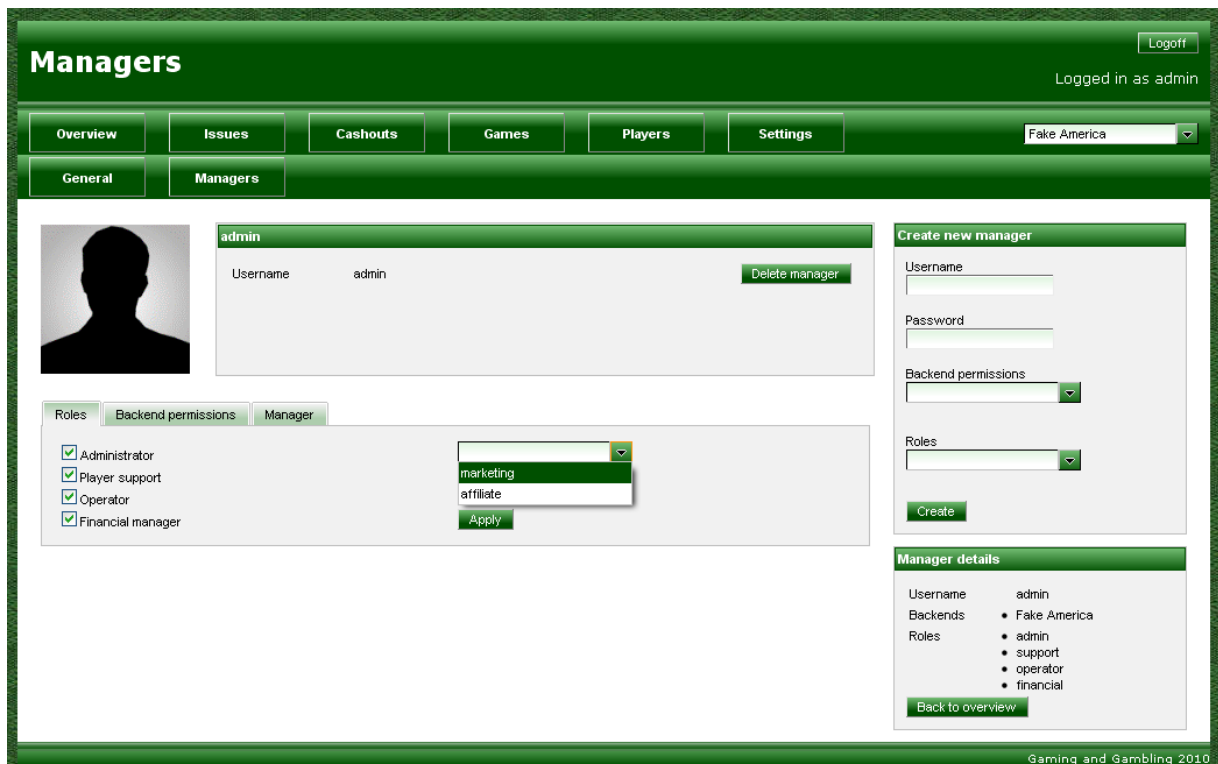 Managers
Logoff
Logged in as admin
Overview
Issues
Cashouts
Games
Players
Settings
Fake America
General
Managers
admin
Username admin
Delete manager
Create new manager
Username
Password
Backend permissions
Roles
Create
Roles
Backend permissions
Manager
Administrator
Player support
Operator
Financial manager
marketing
affiliate
Apply
Manager details
Username admin
Backends • Fake America
Roles • admin
• support
• operator
• financial
Back to overview
Gaming and Gambling 2010